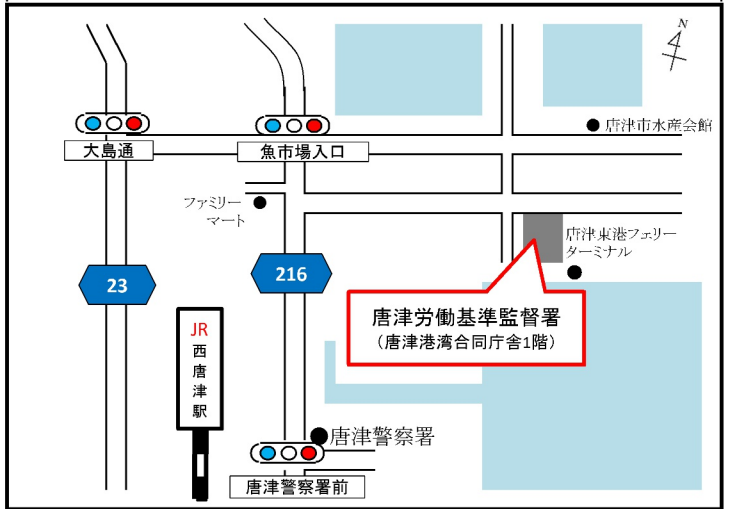 N
唐津市水産会館
大島通
魚市場入口
ファミリー
マート
唐津東港フェリー
ターミナル
23
216
唐津労働基準監督署
（唐津港湾合同庁舎1階）
JR
西
唐
津
駅
唐津警察署
唐津警察署前